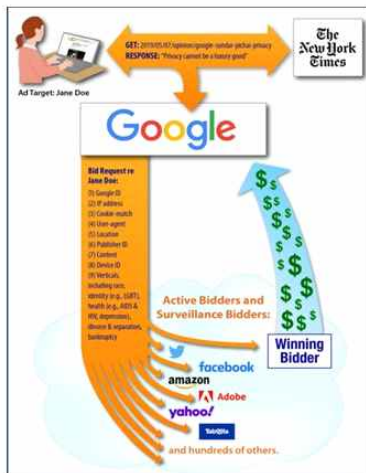 GET: 2019/05/07/opinion/google-sundar-pichai-privacy
RESPONSE: "Privacy cannot be a luxury good"
The
New York
Times
Ad Target: Jane Doe
Google
Bid Request re
Jane Doe:
(1) Google ID
(2) IP address
(3) Cookie-match
(4) User-agent
(5) Location
(6) Publisher ID
(7) Content
(8) Device ID
(9) Verticals,
including race,
identity (e.g., LGBT),
health (e.g., AIDS &
HIV, depression),
divorce & separation,
bankruptcy
$ $ $ $ $ $ $ $ $ $ $ $ $ $ $
Active Bidders and
Surveillance Bidders:
Winning
Bidder
facebook
amazon
Adobe
yahoo!
and hundreds of others.